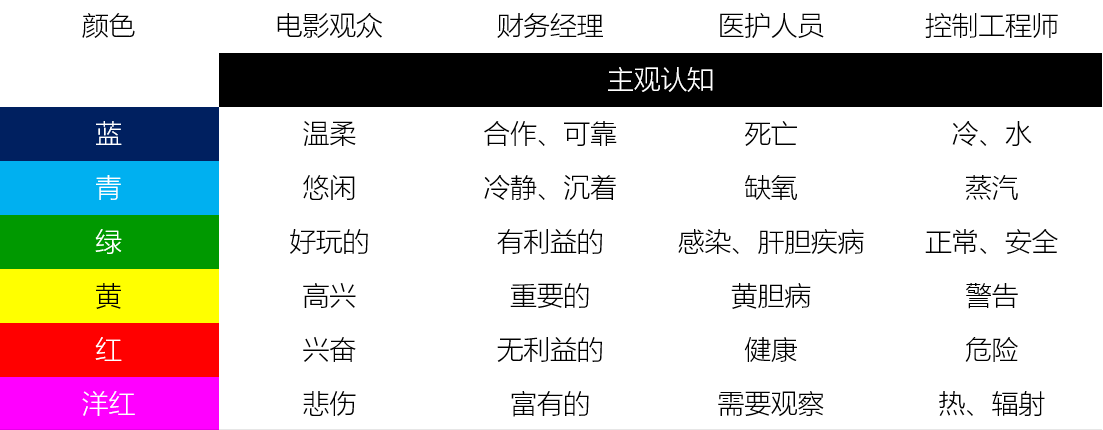 颜色 电影观众 财务经理 医护人员 控制工程师
主观认知
蓝 温柔 合作、可靠 死亡 冷、水
青 悠闲 冷静、沉着 缺氧 蒸汽
绿 好玩的 有利益的 感染、肝胆疾病 正常、安全
黄 高兴 重要的 黄胆病 警告
红 兴奋 无利益的 健康 危险
洋红 悲伤 富有的 需要观察 热、辐射